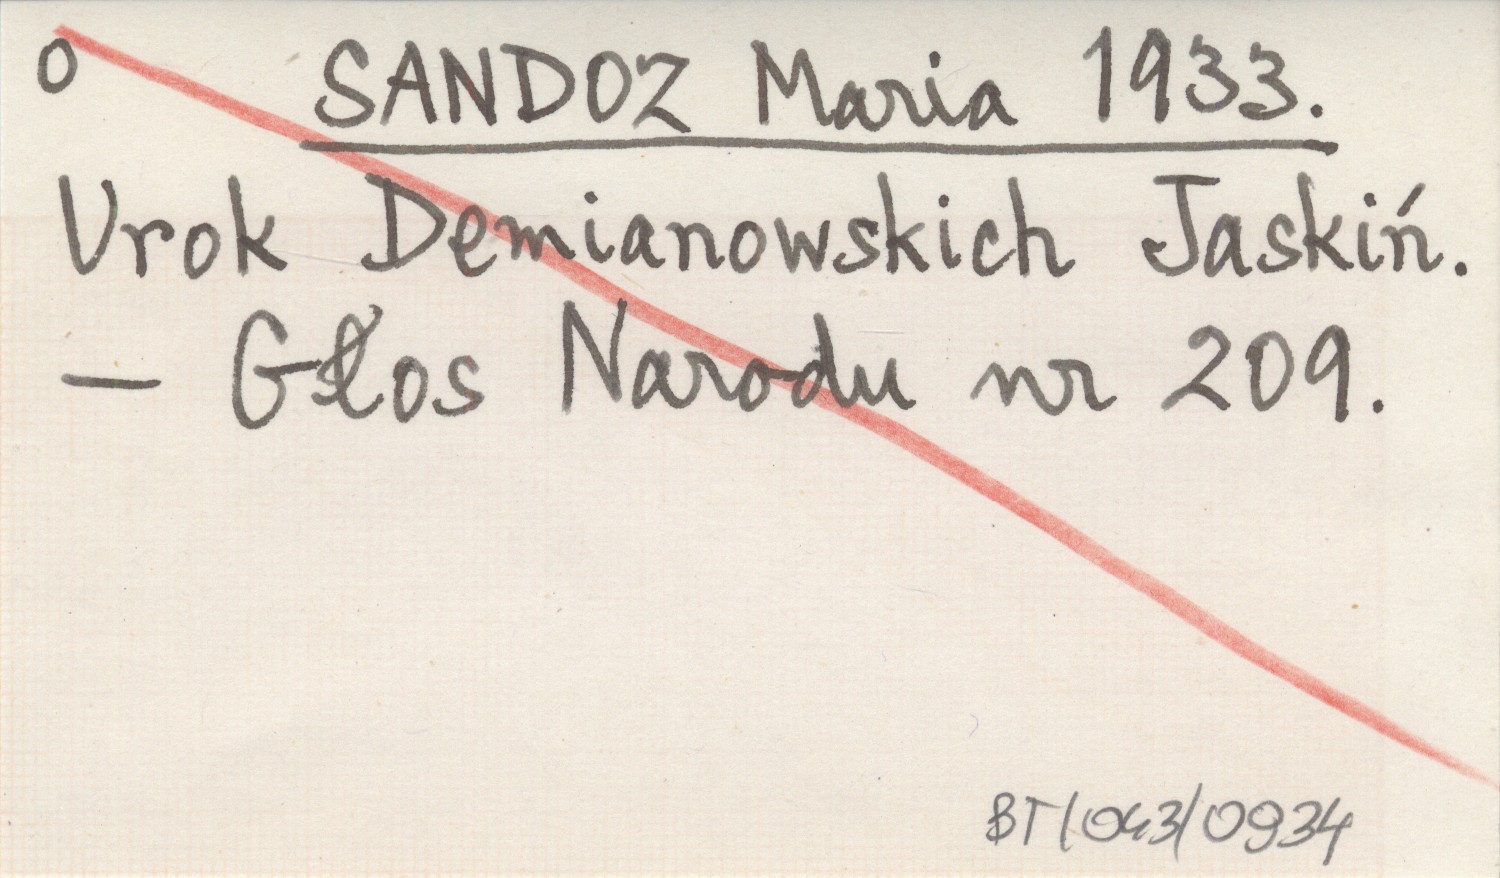 o SANDOZ Maria 1933.
Urok Demianowskich Jaskiń.
— Głos Narodu nr 209.
BT/043/0934